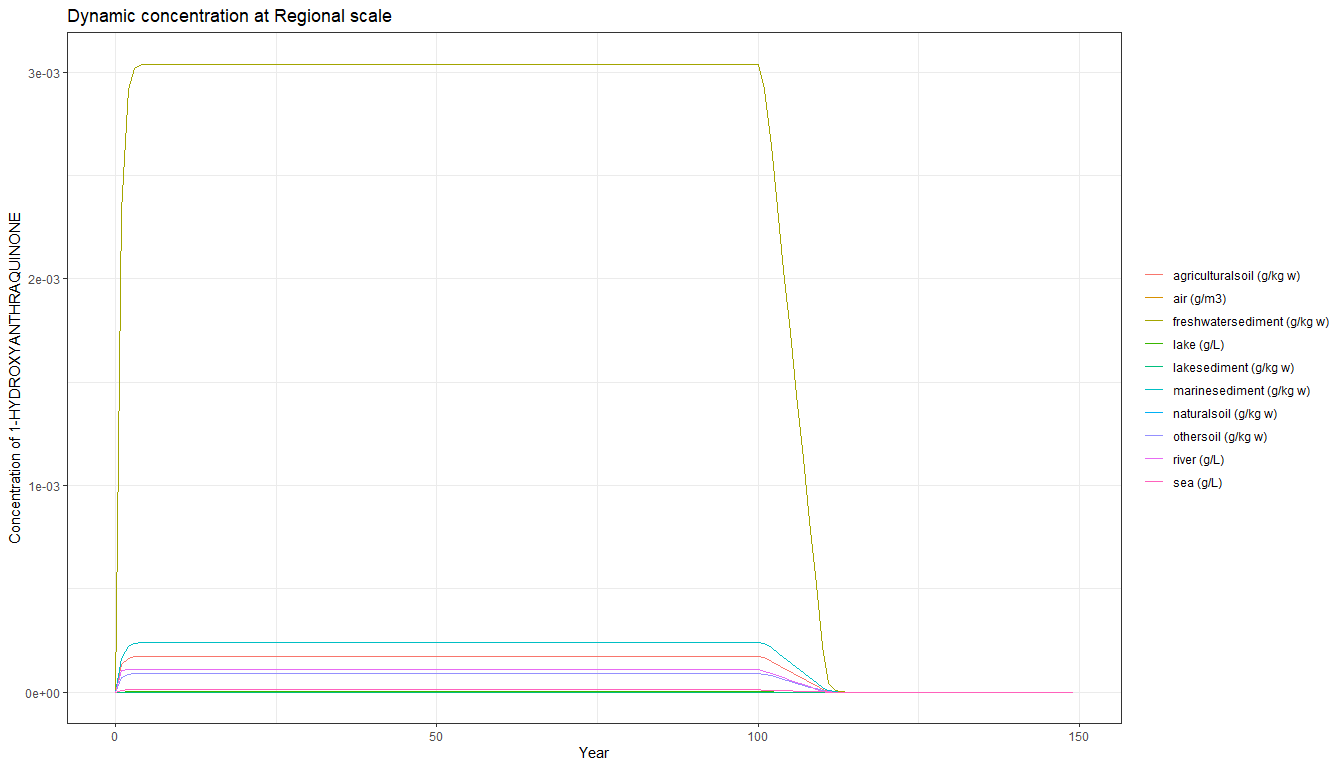 Dynamic concentration at Regional scale
Concentration of 1-HYDROXYANTHRAQUINONE
3e-03
2e-03
1e-03
0e+00
0
50
100
150
Year
agriculturalsoil (g/kg w)
air (g/m3)
freshwatersediment (g/kg w)
lake (g/L)
lakesediment (g/kg w)
marinesediment (g/kg w)
naturalsoil (g/kg w)
othersoil (g/kg w)
river (g/L)
sea (g/L)